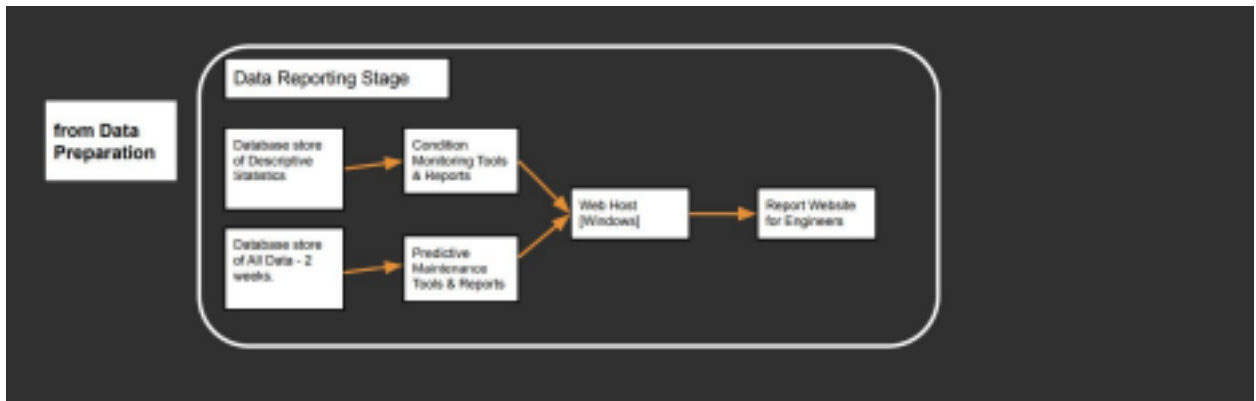 Data Reporting Stage
from Data
Preparation
Database store
of Descriptive
Statistics
Condition
Monitoring Tools
& Reports
Web Host
[Windows]
Report Website
for Engineers
Database store
of All Data - 2
weeks.
Predictive
Maintenance
Tools & Reports